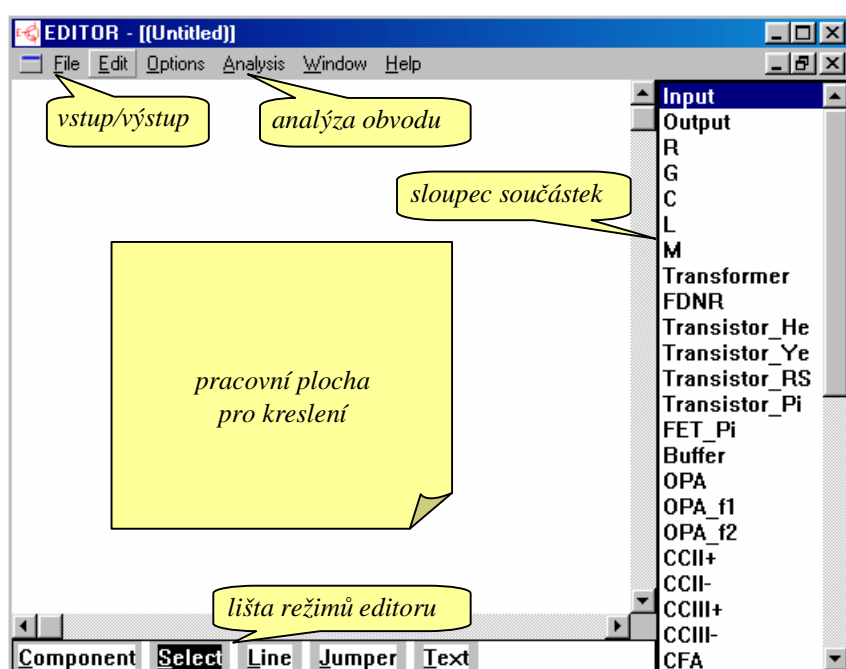 EDITOR - [(Untitled)]
File Edit Options Analysis Window Help
vstup/výstup
analýza obvodu
sloupec součástek
pracovní plocha
pro kreslení
lišta režimů editoru
Input
Output
R
G
C
L
M
Transformer
FDNR
Transistor_He
Transistor_Ye
Transistor_RS
Transistor_Pi
FET_Pi
Buffer
OPA
OPA_f1
OPA_f2
CCII+
CCII-
CCIII+
CCIII-
CFA
Component Select Line Jumper Text